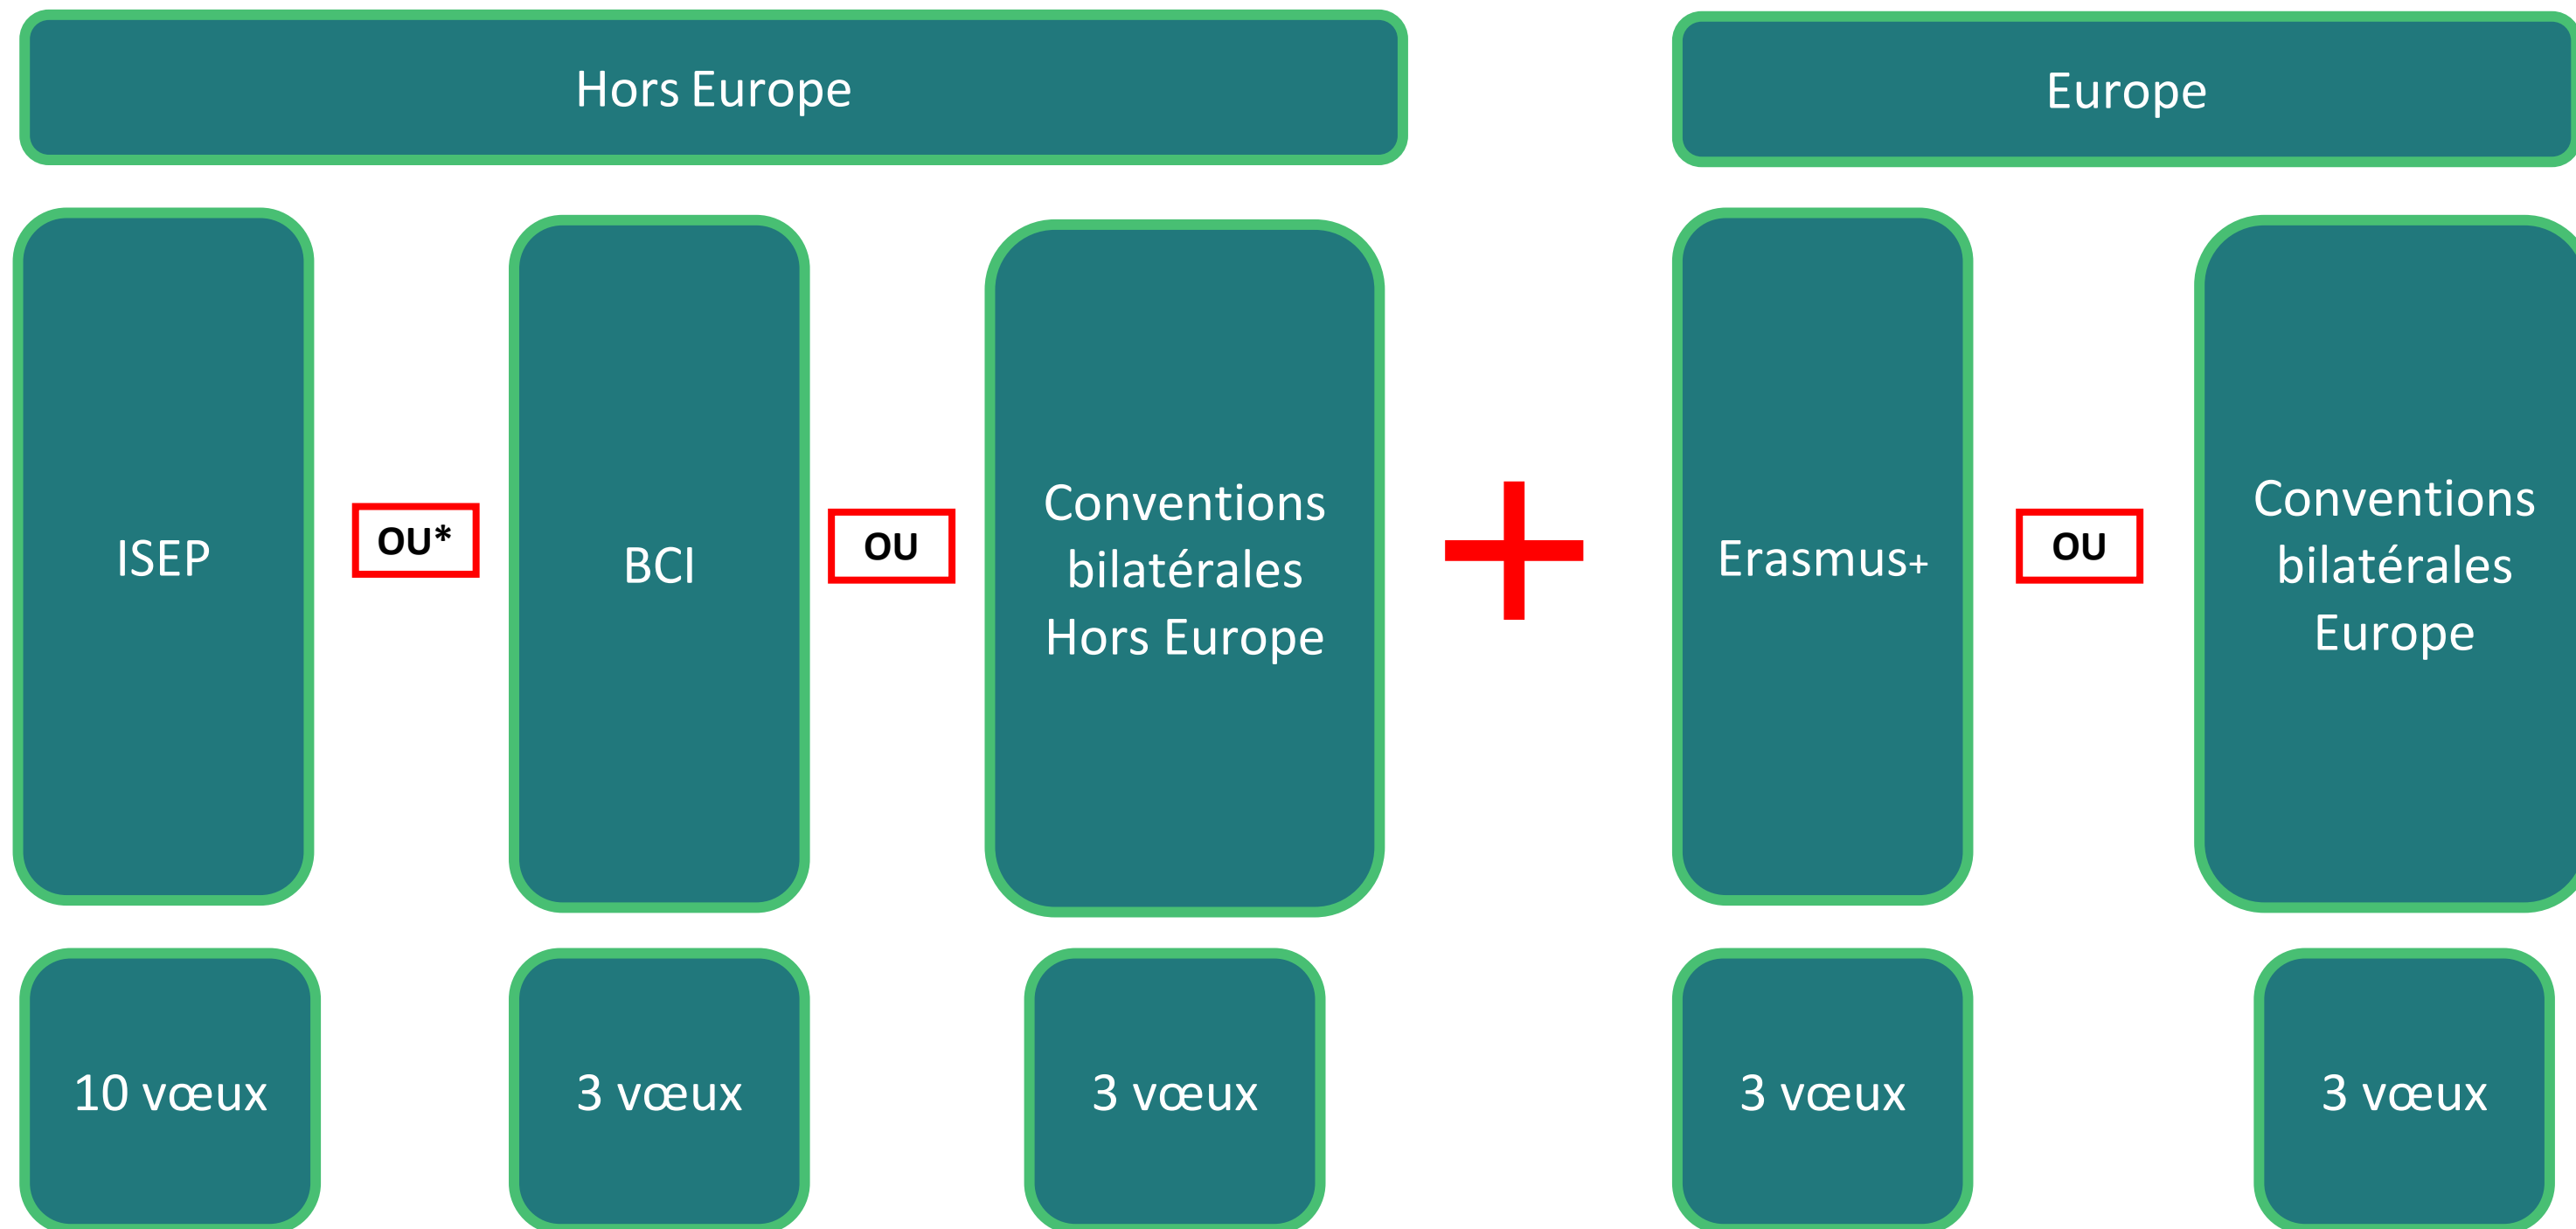 Hors Europe
Europe
ISEP
OU*
BCI
OU
Conventions
bilatérales
Hors Europe
Erasmus+
OU
Conventions
bilatérales
Europe
10 vœux
3 vœux
3 vœux
3 vœux
3 vœux